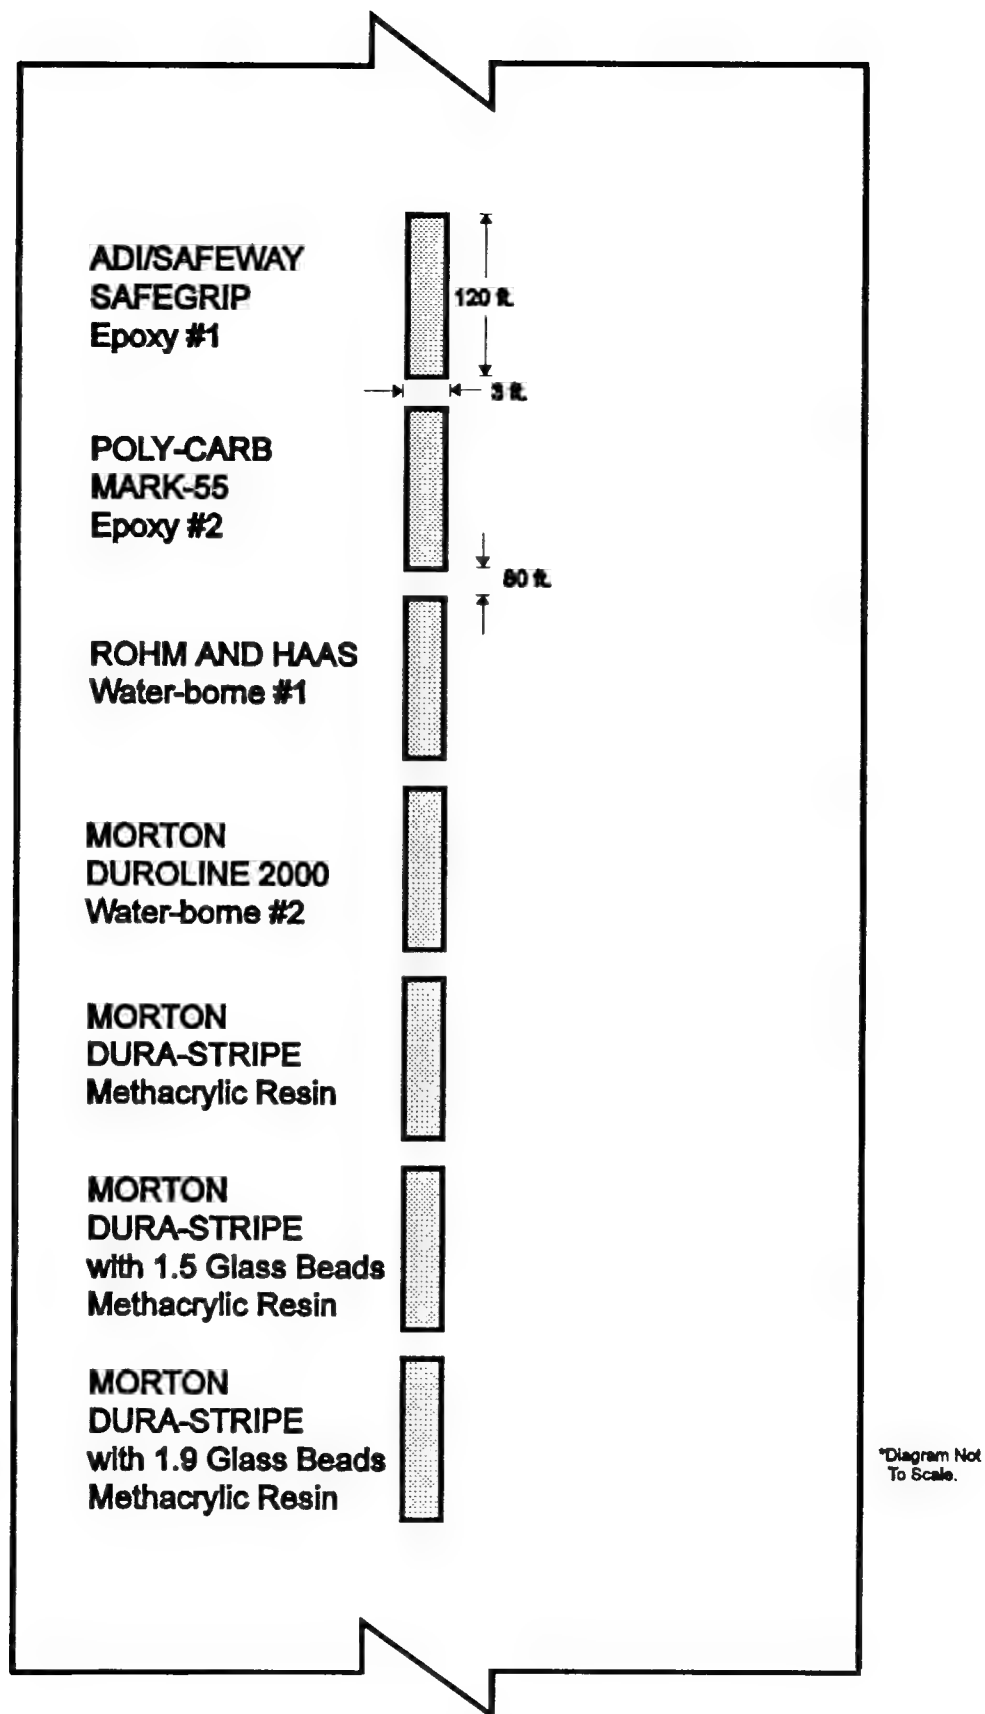 ADI/SAFEWAY
SAFEGRIP
Epoxy #1
120 ft.
3 ft.
POLY-CARB
MARK-55
Epoxy #2
80 ft.
ROHM AND HAAS
Water-borne #1
MORTON
DUROLINE 2000
Water-borne #2
MORTON
DURA-STRIPE
Methacrylic Resin
MORTON
DURA-STRIPE
with 1.5 Glass Beads
Methacrylic Resin
MORTON
DURA-STRIPE
with 1.9 Glass Beads
Methacrylic Resin
*Diagram Not
To Scale.